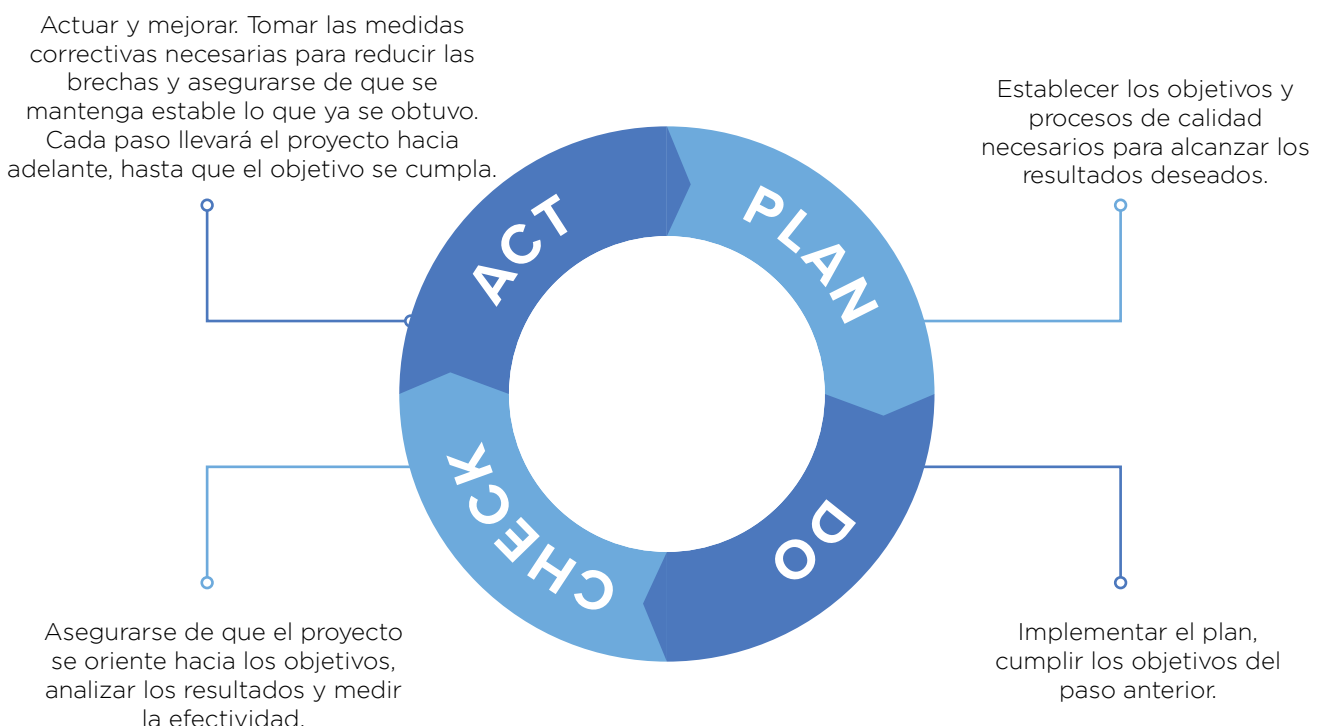 Actuar y mejorar. Tomar las medidas
correctivas necesarias para reducir las
brechas y asegurarse de que se
mantenga estable lo que ya se obtuvo.
Cada paso llevará el proyecto hacia
adelante, hasta que el objetivo se cumpla.
Establecer los objetivos y
procesos de calidad
necesarios para alcanzar los
resultados deseados.
ACT
PLAN
CHECK
DO
Asegurarse de que el proyecto
se oriente hacia los objetivos,
analizar los resultados y medir
la efectividad.
Implementar el plan,
cumplir los objetivos del
paso anterior.